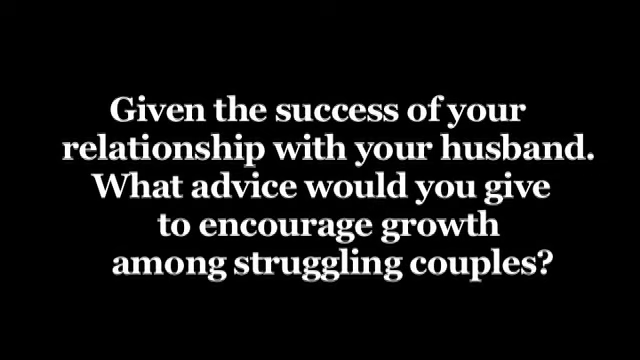 Given the success of your
relationship with your husband.
What advice would you give
to encourage growth
among struggling couples?